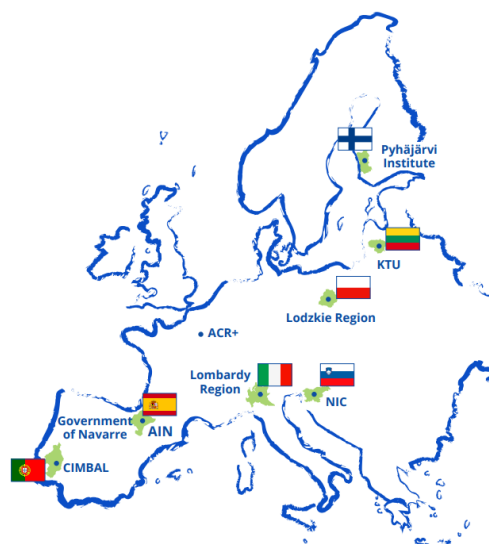 Pyhäjärvi
Institute
KTU
Lodzkie Region
ACR+
Lombardy
Region
NIC
Government
of Navarre
AIN
CIMBAL